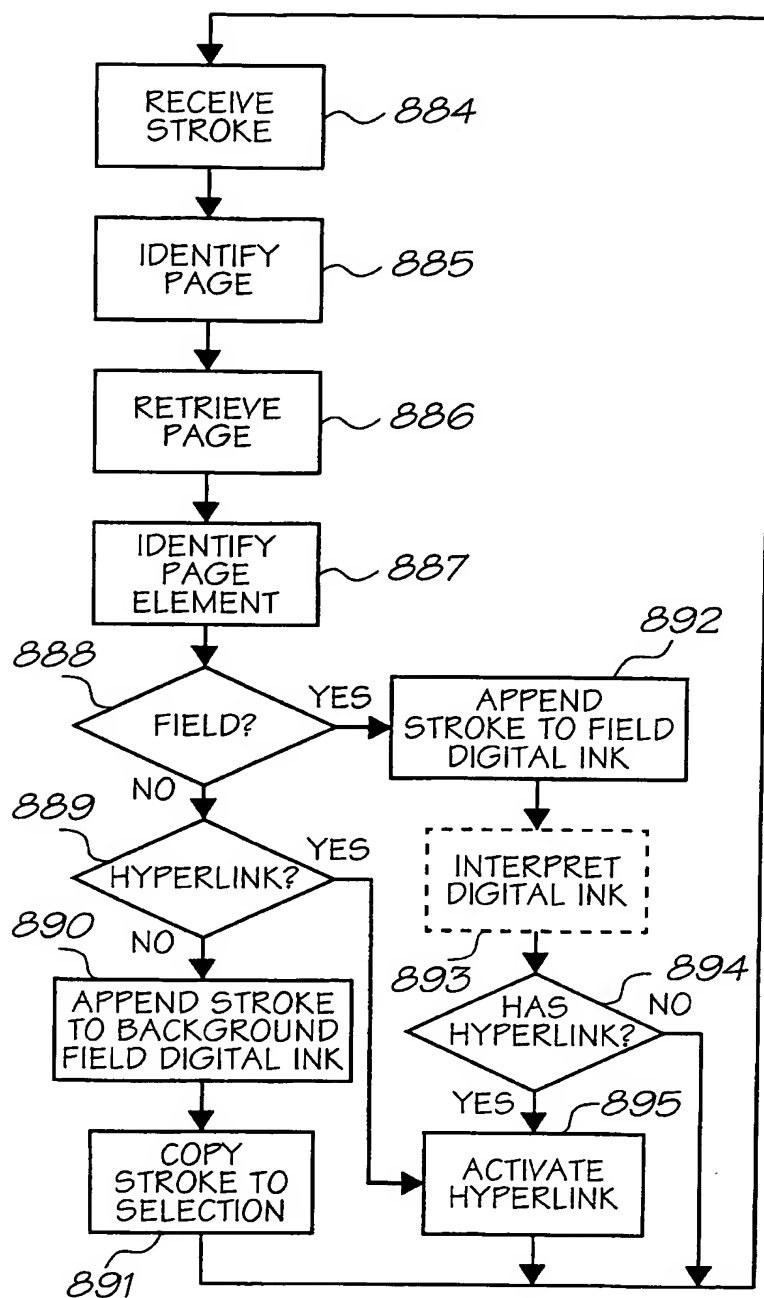 RECEIVE
STROKE
884
IDENTIFY
PAGE
885
RETRIEVE
PAGE
886
IDENTIFY
PAGE
ELEMENT
887
888
FIELD?
YES
NO
892
APPEND
STROKE TO FIELD
DIGITAL INK
889
HYPERLINK?
YES
NO
INTERPRET
DIGITAL INK
893
890
APPEND STROKE
TO BACKGROUND
FIELD DIGITAL INK
894
HAS
HYPERLINK?
NO
YES
895
COPY
STROKE TO
SELECTION
891
ACTIVATE
HYPERLINK